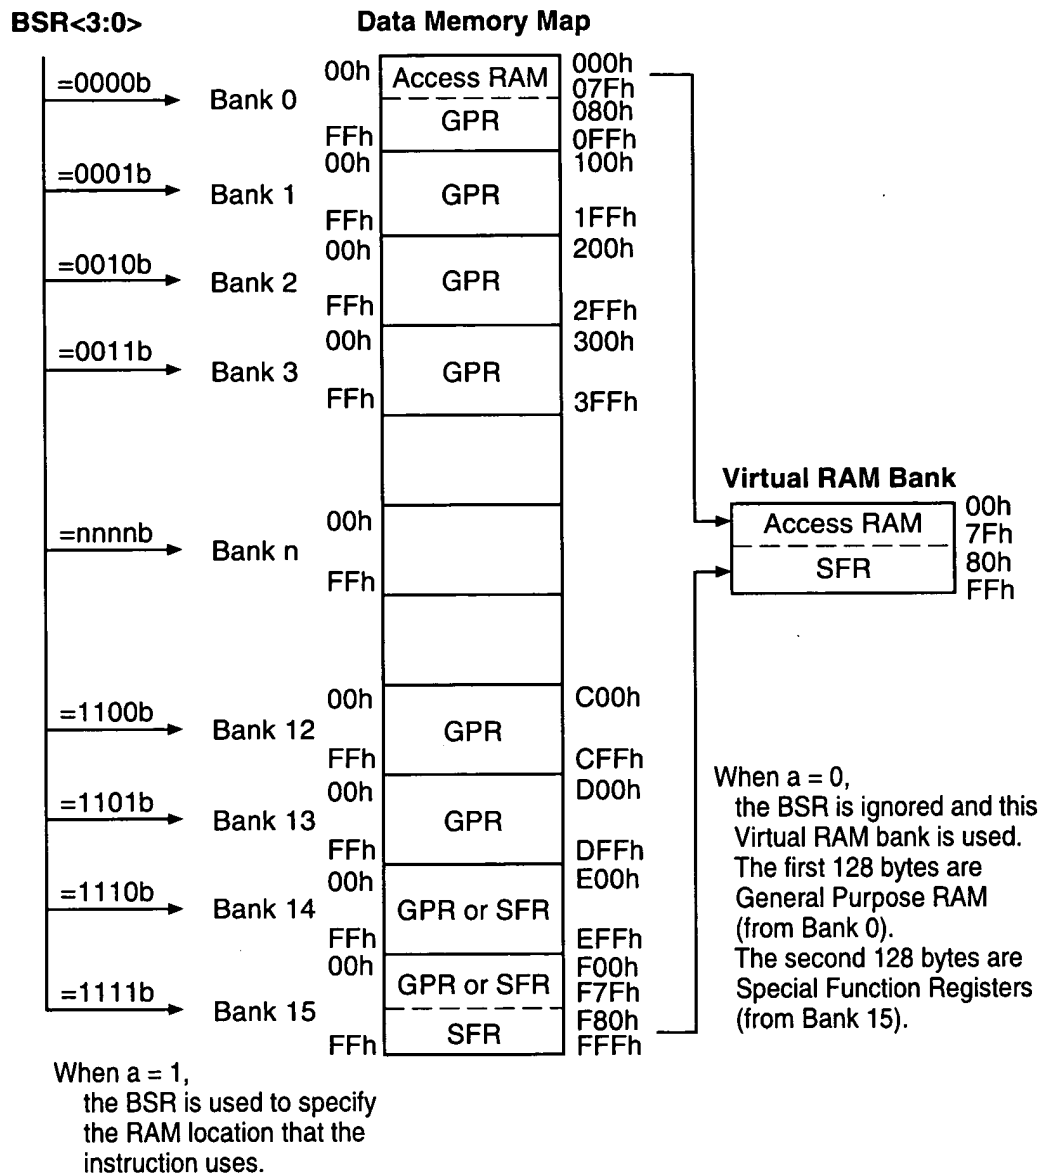 BSR<3:0>
Data Memory Map
=0000b
Bank 0
00h
Access RAM
000h
07Fh
GPR
080h
FFh
0FFh
=0001b
Bank 1
00h
GPR
100h
FFh
1FFh
=0010b
Bank 2
00h
GPR
200h
FFh
2FFh
=0011b
Bank 3
00h
GPR
300h
FFh
3FFh
=nnnnb
Bank n
00h
FFh
Virtual RAM Bank
Access RAM
00h
7Fh
SFR
80h
FFh
=1100b
Bank 12
00h
GPR
C00h
FFh
CFFh
=1101b
Bank 13
00h
GPR
D00h
FFh
DFFh
=1110b
Bank 14
00h
GPR or SFR
E00h
FFh
EFFh
=1111b
Bank 15
00h
GPR or SFR
F00h
F7Fh
SFR
F80h
FFh
FFFh
When a = 0,
the BSR is ignored and this
Virtual RAM bank is used.
The first 128 bytes are
General Purpose RAM
(from Bank 0).
The second 128 bytes are
Special Function Registers
(from Bank 15).
When a = 1,
the BSR is used to specify
the RAM location that the
instruction uses.